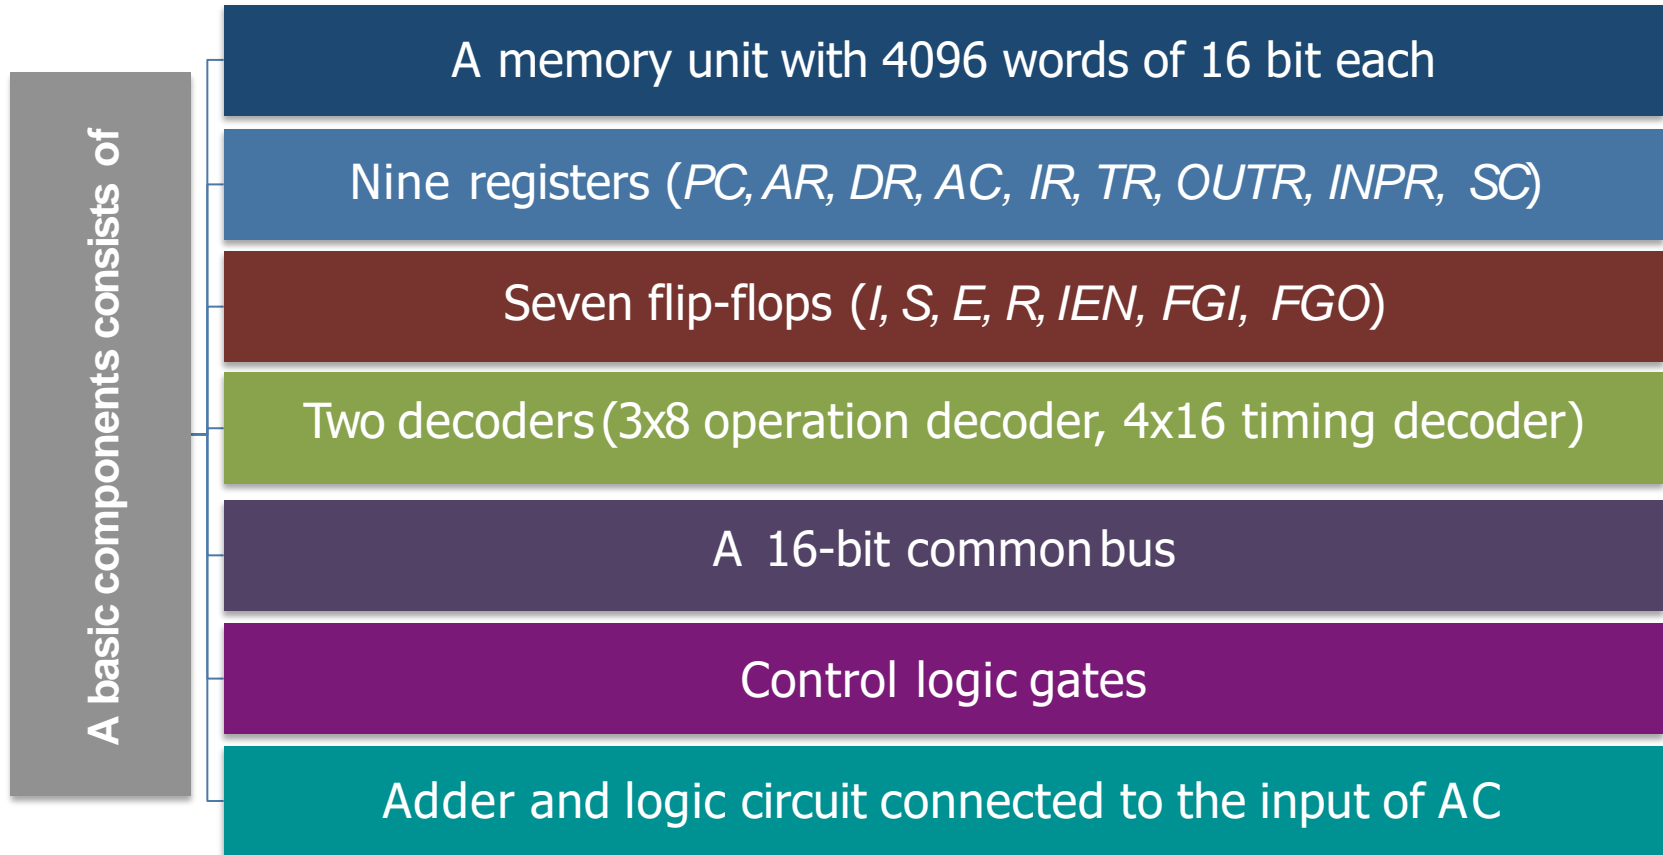 A basic components consists of
A memory unit with 4096 words of 16 bit each
Nine registers (PC, AR, DR, AC, IR, TR, OUTR, INPR, SC)
Seven flip-flops (I, S, E, R, IEN, FGI, FGO)
Two decoders (3x8 operation decoder, 4x16 timing decoder)
A 16-bit common bus
Control logic gates
Adder and logic circuit connected to the input of AC